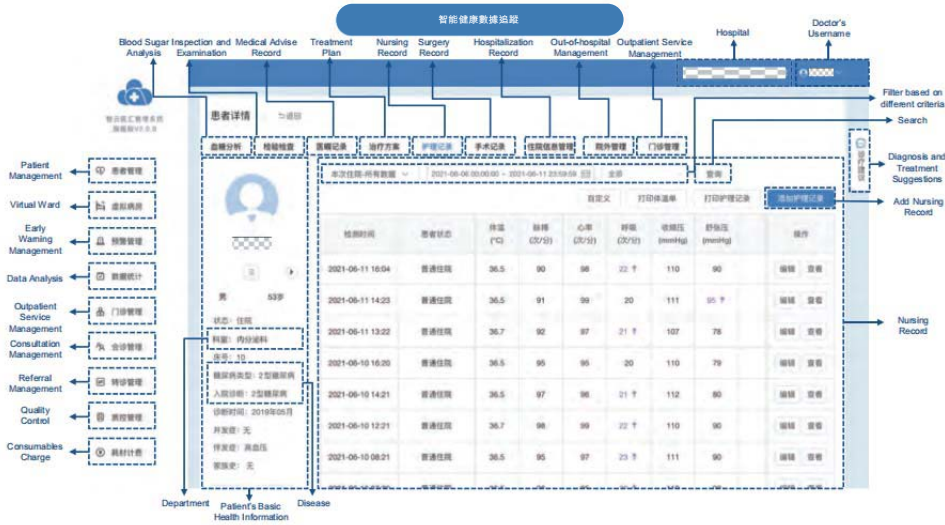 智能健康數據追蹤
Blood Sugar Analysis
Inspection and Examination
Medical Advise Record
Treatment Plan
Nursing Record
Surgery Record
Hospitalization Record
Out-of-hospital Management
Outpatient Service Management
Hospital
Doctor's Username
Filter based on different criteria
Search
Diagnosis and Treatment Suggestions
Add Nursing Record
Nursing Record
Patient Management
Virtual Ward
Early Warning Management
Data Analysis
Outpatient Service Management
Consultation Management
Referral Management
Quality Control
Consumables Charge
患者管理
虚拟病房
预警管理
数据统计
门诊管理
会诊管理
转诊管理
质控管理
耗材计费
患者详情 返回
血糖分析 检验检查 医嘱记录 治疗方案 护理记录 手术记录 住院信息管理 院外管理 门诊管理
诊疗建议
本次住院-所有数据 2021-06-06 00:00:00 ~ 2021-06-11 23:59:59 全部 查询
自定义 打印体温单 打印护理记录 添加护理记录
检测时间 患者状态 体温(°C) 脉搏(次/分) 心率(次/分) 呼吸(次/分) 收缩压(mmHg) 舒张压(mmHg) 操作
2021-06-11 16:04 普通住院 36.5 90 98 22 ↑ 110 90 编辑 查看
2021-06-11 14:23 普通住院 36.5 91 99 20 111 95 ↑ 编辑 查看
2021-06-11 13:22 普通住院 36.7 92 97 21 ↑ 107 78 编辑 查看
2021-06-10 16:20 普通住院 36.5 95 95 20 110 79 编辑 查看
2021-06-10 14:21 普通住院 36.5 97 96 21 ↑ 112 80 编辑 查看
2021-06-10 12:21 普通住院 36.7 98 99 22 ↑ 110 90 编辑 查看
2021-06-10 08:21 普通住院 36.5 95 97 23 ↑ 111 90 编辑 查看
男 53岁
状态: 住院
科室: 内分泌科
床号: 10
糖尿病类型: 2型糖尿病
入院诊断: 2型糖尿病
诊断时间: 2019年05月
并发症: 无
伴发症: 高血压
家族史: 无
Department
Patient's Basic Health Information
Disease